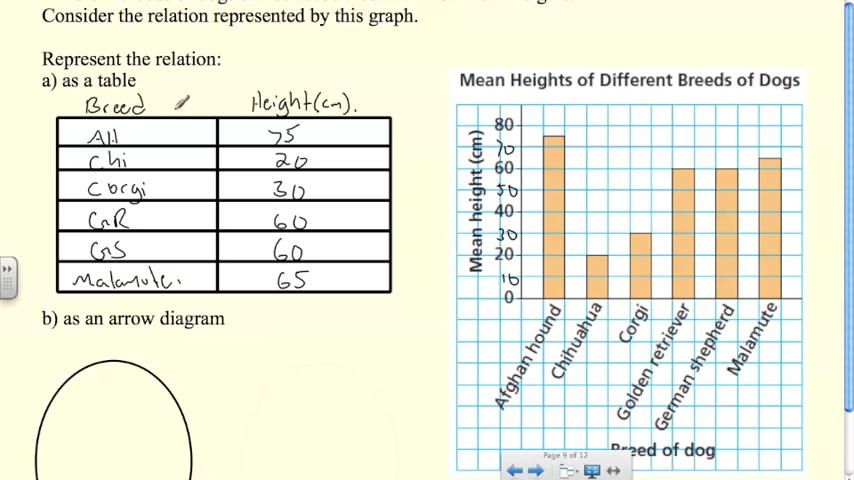 Consider the relation represented by this graph.
Represent the relation:
a) as a table
Breed Height(cm).
AH 75
Chi 20
Corgi 30
GR 60
GS 60
Malamute. 65
b) as an arrow diagram
Mean Heights of Different Breeds of Dogs
Mean height (cm)
80
70
60
50
40
30
20
10
0
Afghan hound
Chihuahua
Corgi
Golden retriever
German shepherd
Malamute
Breed of dog
Page 9 of 12